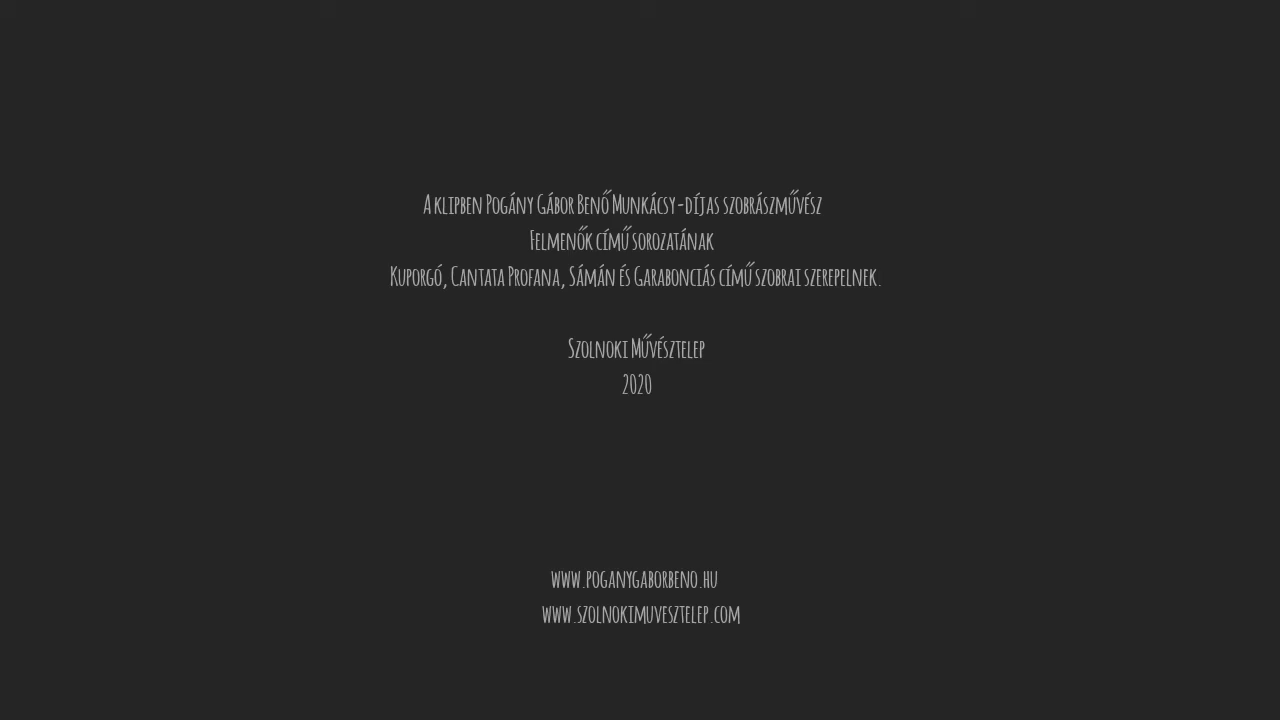 A klipben Pogány Gábor Benő Munkácsy-díjas szobrászművész
Felmenők című sorozatának
Kuporgó, Cantata Profana, Sámán és Garabonciás című szobrai szerepelnek.
Szolnoki Művésztelep
2020
www.poganygaborbeno.hu
www.szolnokimuvesztelep.com